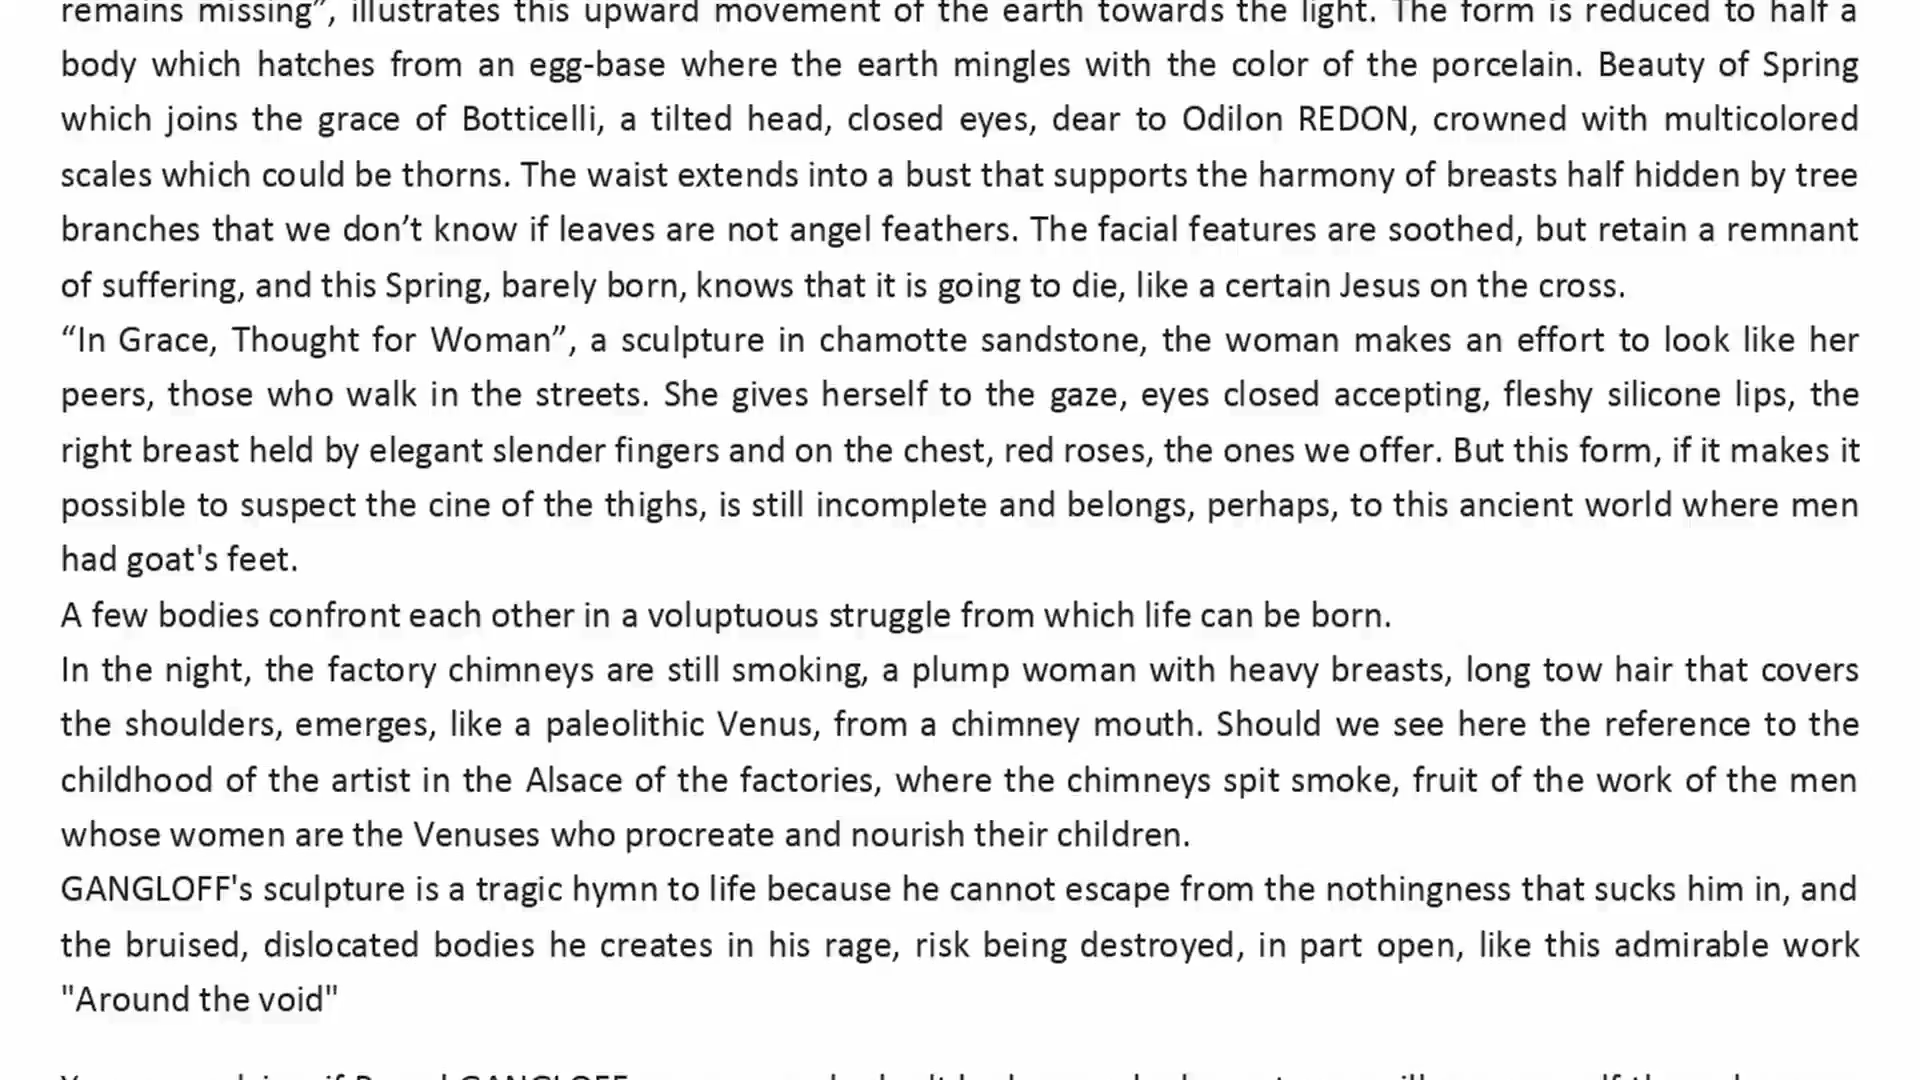 remains missing”, illustrates this upward movement of the earth towards the light. The form is reduced to half a
body which hatches from an egg-base where the earth mingles with the color of the porcelain. Beauty of Spring
which joins the grace of Botticelli, a tilted head, closed eyes, dear to Odilon REDON, crowned with multicolored
scales which could be thorns. The waist extends into a bust that supports the harmony of breasts half hidden by tree
branches that we don’t know if leaves are not angel feathers. The facial features are soothed, but retain a remnant
of suffering, and this Spring, barely born, knows that it is going to die, like a certain Jesus on the cross.
“In Grace, Thought for Woman”, a sculpture in chamotte sandstone, the woman makes an effort to look like her
peers, those who walk in the streets. She gives herself to the gaze, eyes closed accepting, fleshy silicone lips, the
right breast held by elegant slender fingers and on the chest, red roses, the ones we offer. But this form, if it makes it
possible to suspect the cine of the thighs, is still incomplete and belongs, perhaps, to this ancient world where men
had goat's feet.
A few bodies confront each other in a voluptuous struggle from which life can be born.
In the night, the factory chimneys are still smoking, a plump woman with heavy breasts, long tow hair that covers
the shoulders, emerges, like a paleolithic Venus, from a chimney mouth. Should we see here the reference to the
childhood of the artist in the Alsace of the factories, where the chimneys spit smoke, fruit of the work of the men
whose women are the Venuses who procreate and nourish their children.
GANGLOFF's sculpture is a tragic hymn to life because he cannot escape from the nothingness that sucks him in, and
the bruised, dislocated bodies he creates in his rage, risk being destroyed, in part open, like this admirable work
"Around the void"
GANGLOFF